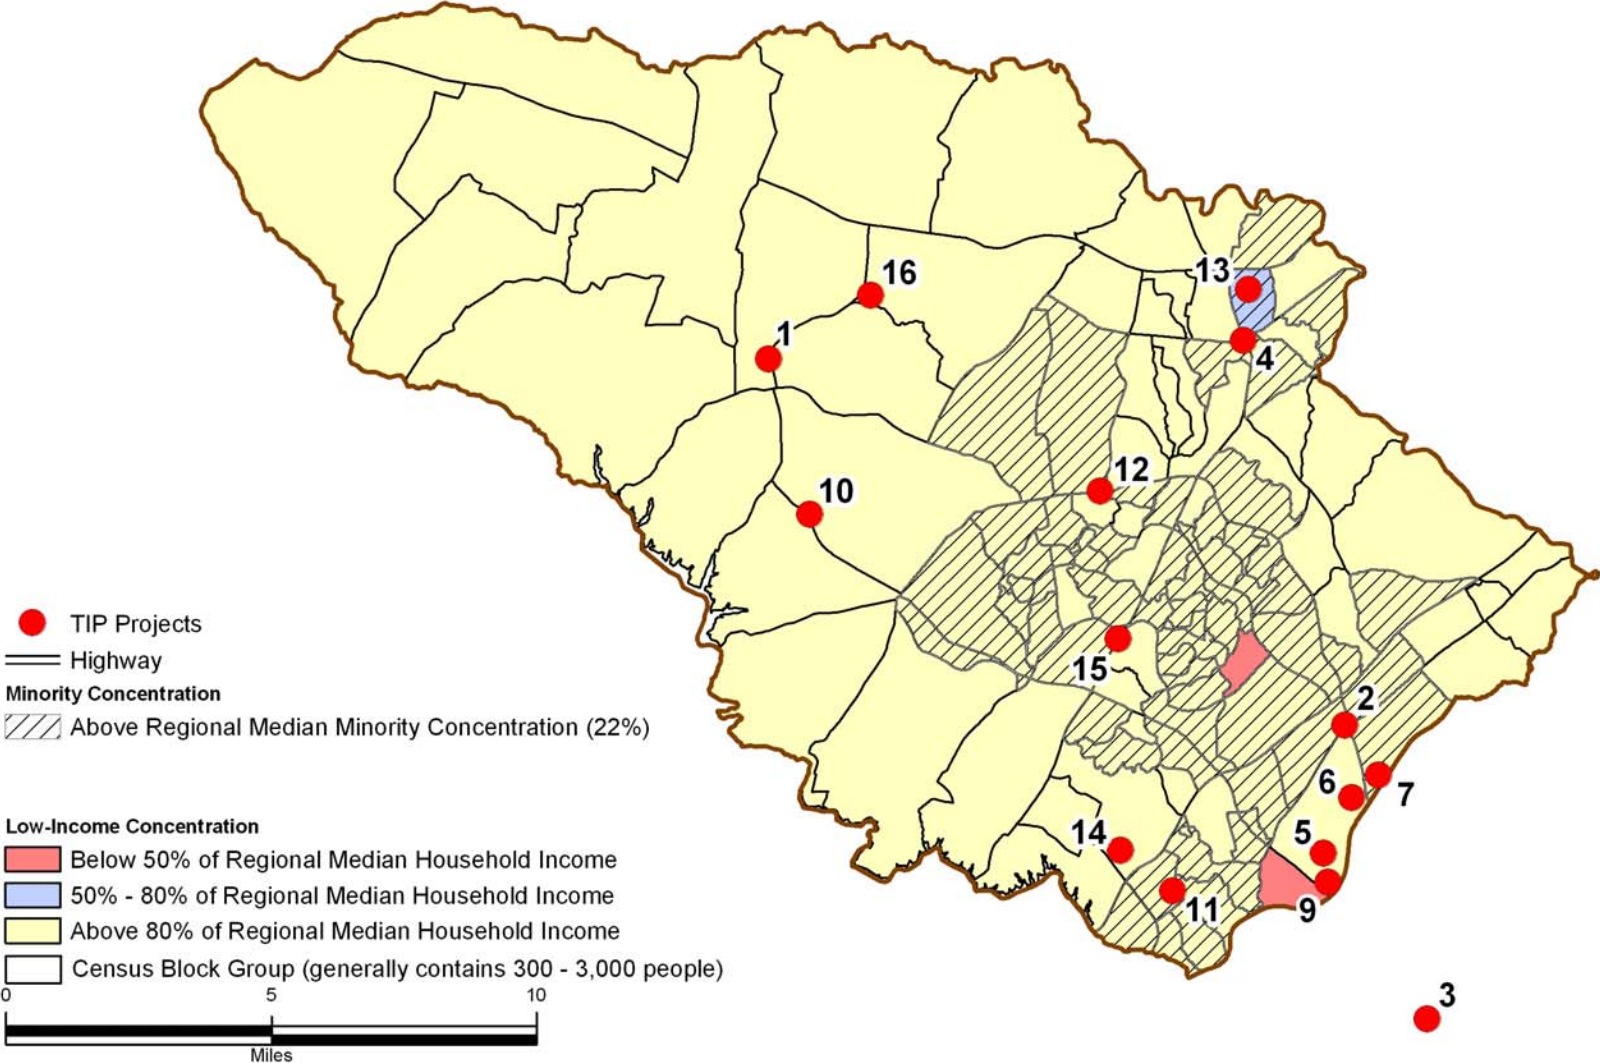 13
16
1
4
12
10
TIP Projects
Highway
Minority Concentration
Above Regional Median Minority Concentration (22%)
15
2
6
7
5
14
9
11
Low-Income Concentration
Below 50% of Regional Median Household Income
50% - 80% of Regional Median Household Income
Above 80% of Regional Median Household Income
Census Block Group (generally contains 300 - 3,000 people)
0 5 10
Miles
3